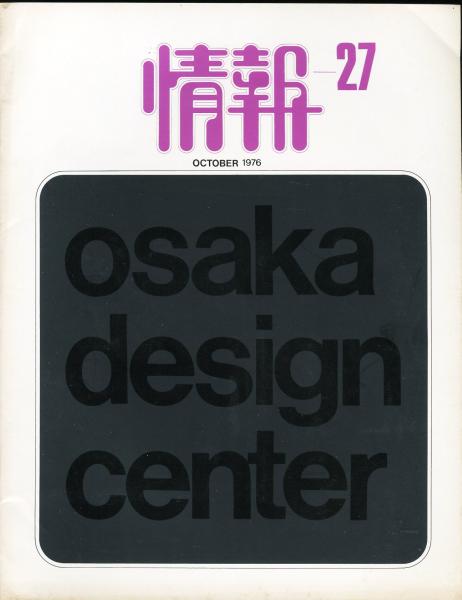 情報—27
OCTOBER 1976
osaka
design
center